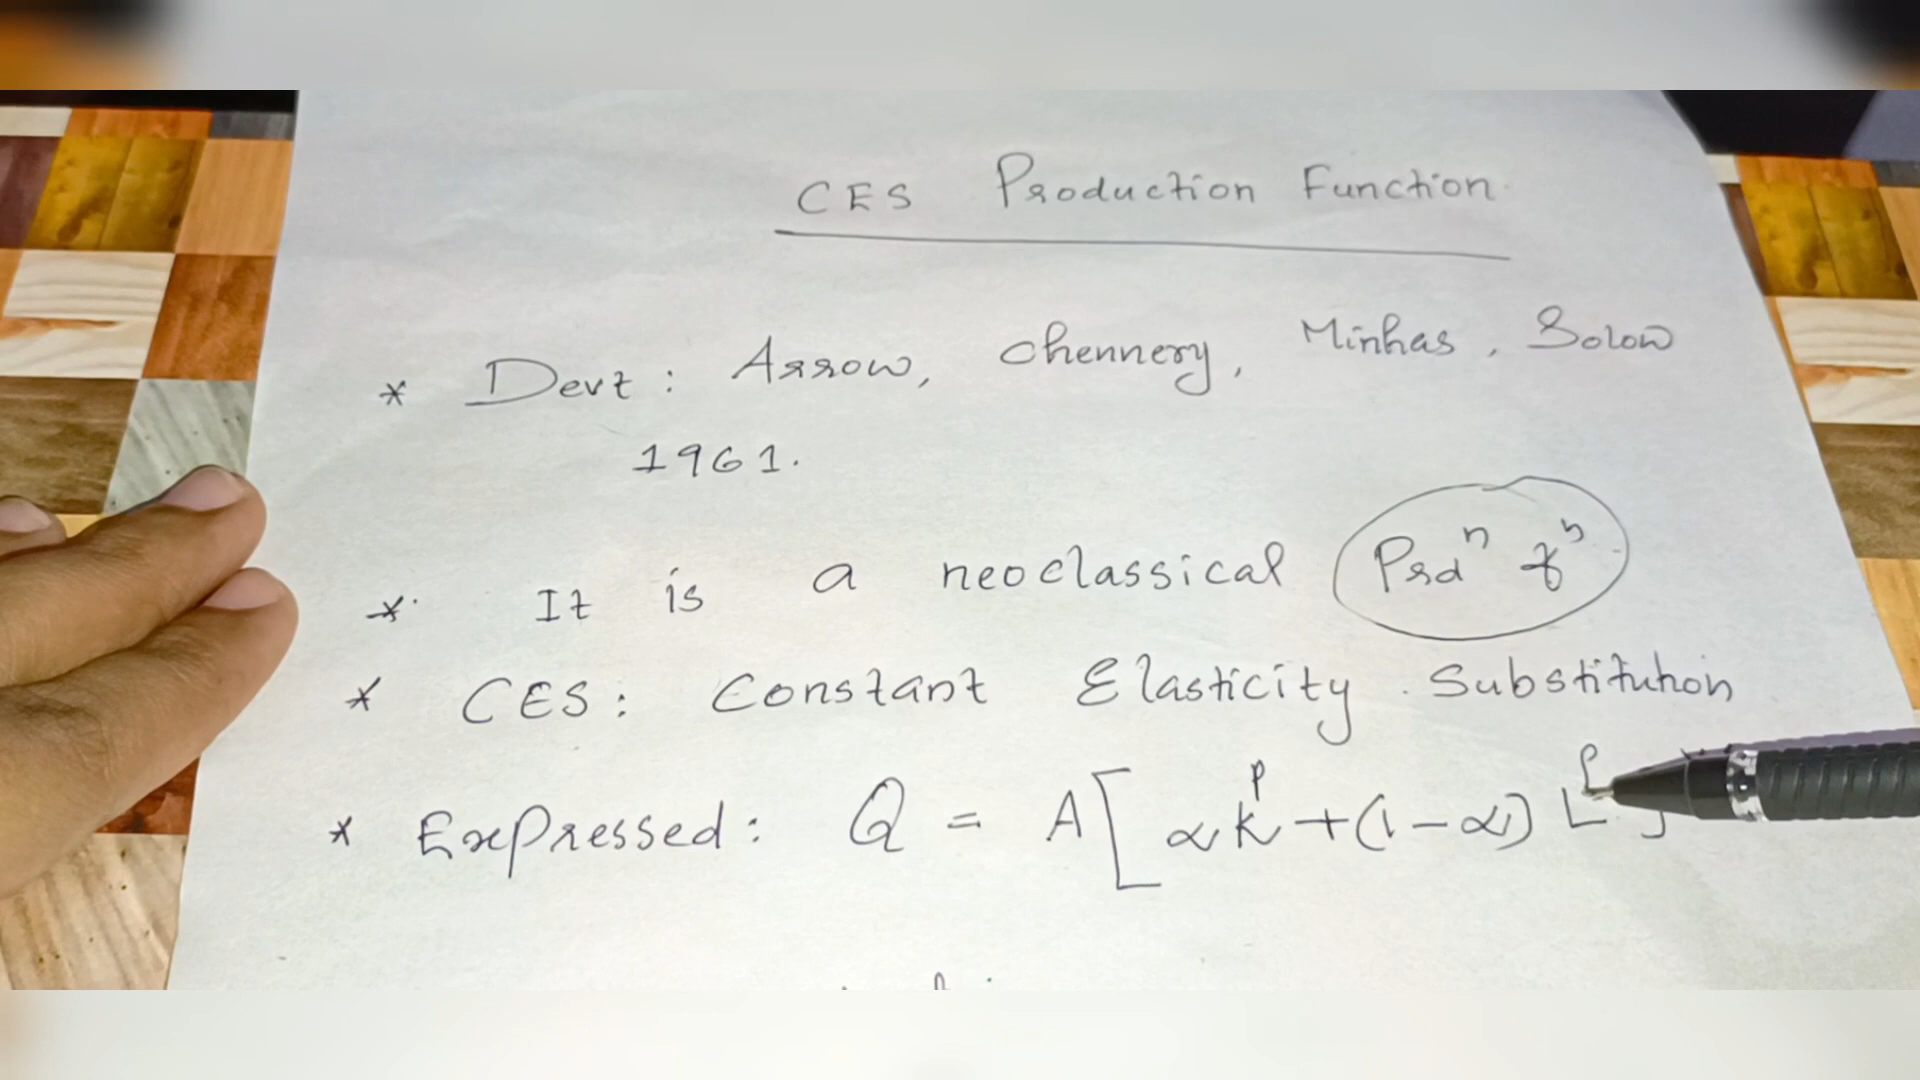 CES Production Function
* Devt: Arrow, Chennery, Minhas, Solow
1961.
* It is a neoclassical Prdⁿ fⁿ
* CES: Constant Elasticity Substitution
* Expressed: Q = A[αK^ρ+(1-α)L^ρ]